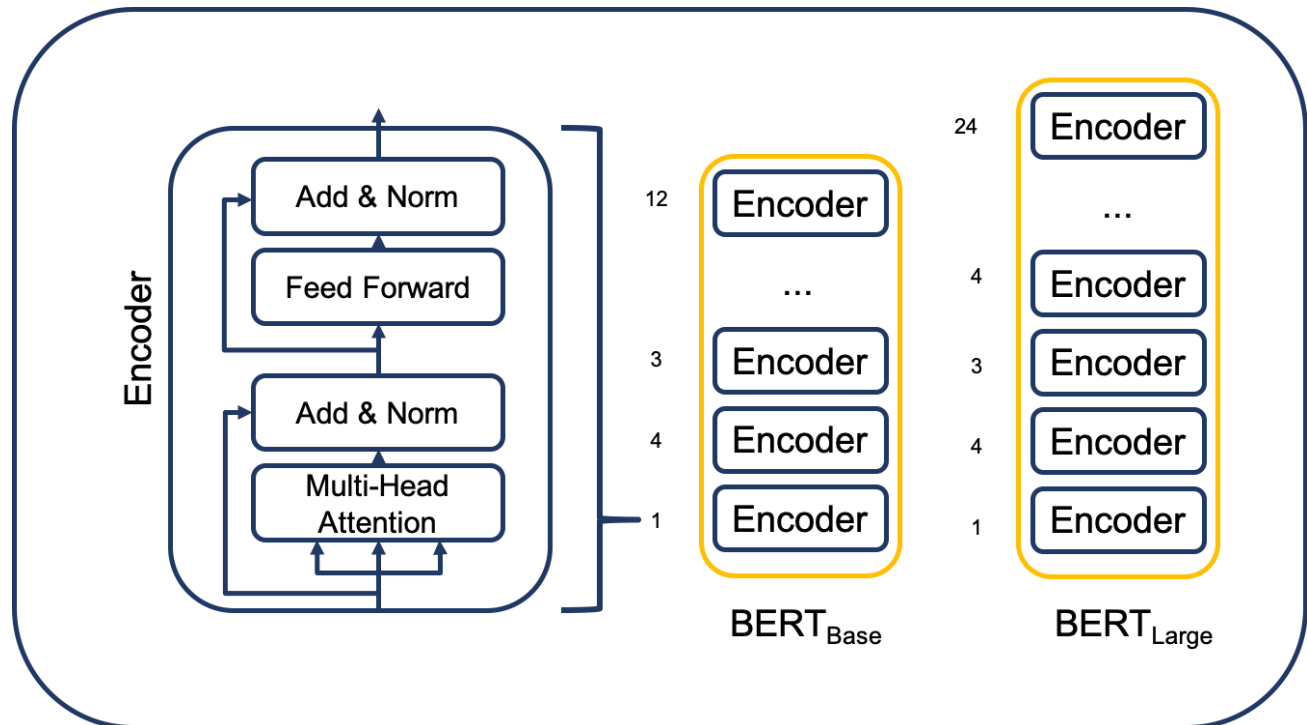 Encoder
Add & Norm
Feed Forward
Add & Norm
Multi-Head
Attention
12
Encoder
...
3
Encoder
4
Encoder
1
Encoder
BERTBase
24
Encoder
...
4
Encoder
3
Encoder
4
Encoder
1
Encoder
BERTLarge